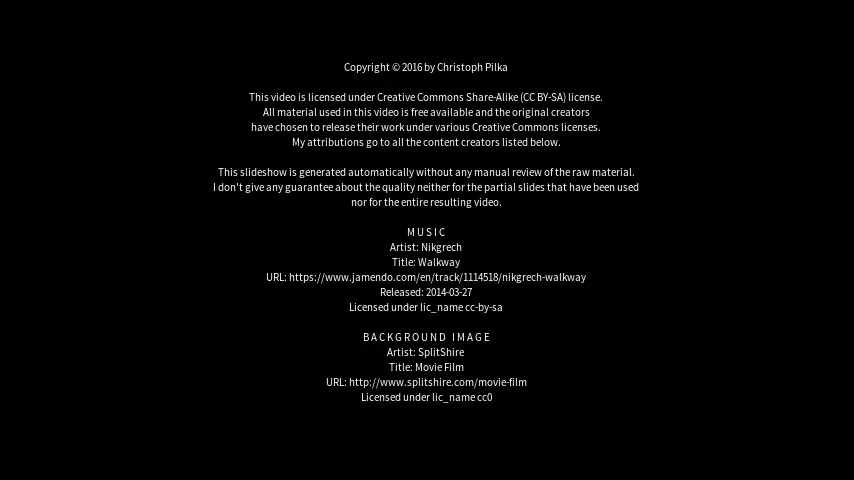 Copyright © 2016 by Christoph Pilka
This video is licensed under Creative Commons Share-Alike (CC BY-SA) license.
All material used in this video is free available and the original creators
have chosen to release their work under various Creative Commons licenses.
My attributions go to all the content creators listed below.
This slideshow is generated automatically without any manual review of the raw material.
I don't give any guarantee about the quality neither for the partial slides that have been used
nor for the entire resulting video.
M U S I C
Artist: Nikgrech
Title: Walkway
URL: https://www.jamendo.com/en/track/1114518/nikgrech-walkway
Released: 2014-03-27
Licensed under lic_name cc-by-sa
B A C K G R O U N D   I M A G E
Artist: SplitShire
Title: Movie Film
URL: http://www.splitshire.com/movie-film
Licensed under lic_name cc0